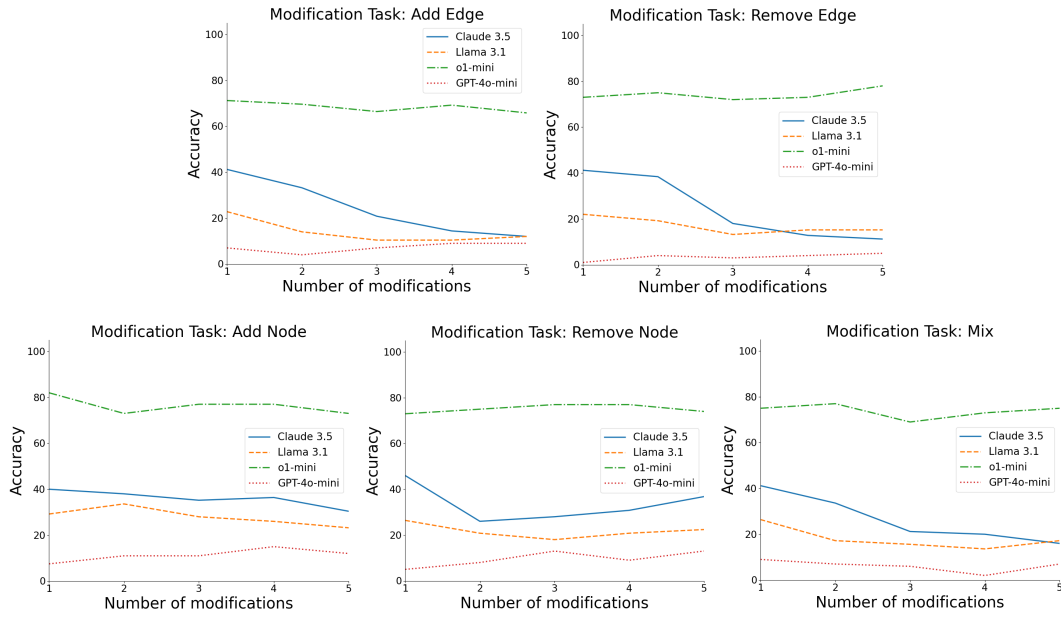 Modification Task: Add Edge
100
80
60
40
20
0
Accuracy
Claude 3.5
Llama 3.1
o1-mini
GPT-4o-mini
1 2 3 4 5
Number of modifications
Modification Task: Remove Edge
100
80
60
40
20
0
Accuracy
Claude 3.5
Llama 3.1
o1-mini
GPT-4o-mini
1 2 3 4 5
Number of modifications
Modification Task: Add Node
100
80
60
40
20
0
Accuracy
Claude 3.5
Llama 3.1
o1-mini
GPT-4o-mini
1 2 3 4 5
Number of modifications
Modification Task: Remove Node
100
80
60
40
20
0
Accuracy
Claude 3.5
Llama 3.1
o1-mini
GPT-4o-mini
1 2 3 4 5
Number of modifications
Modification Task: Mix
100
80
60
40
20
0
Accuracy
Claude 3.5
Llama 3.1
o1-mini
GPT-4o-mini
1 2 3 4 5
Number of modifications